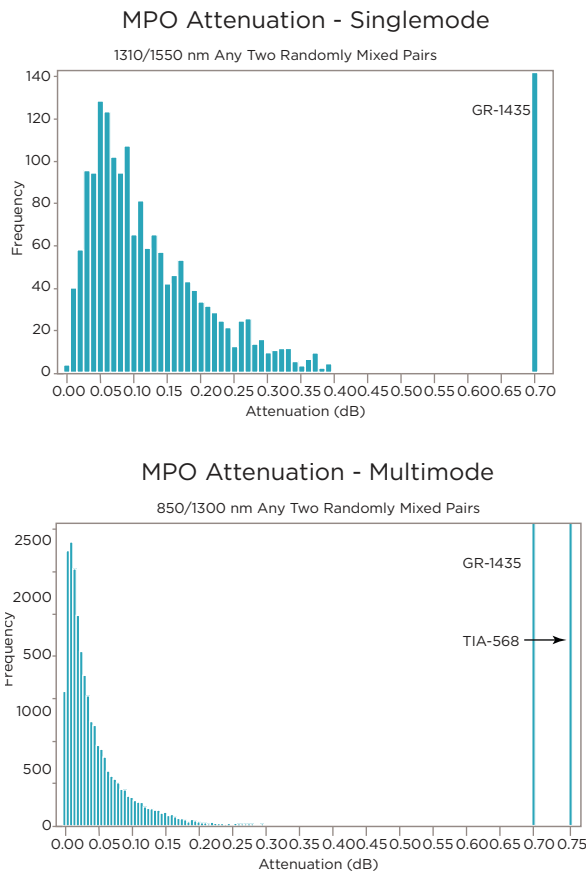 MPO Attenuation - Singlemode
1310/1550 nm Any Two Randomly Mixed Pairs
140
120
100
80
60
40
20
0
Frequency
GR-1435
0.00 0.05 0.10 0.15 0.20 0.25 0.30 0.35 0.40 0.45 0.50 0.55 0.60 0.65 0.70
Attenuation (dB)
MPO Attenuation - Multimode
850/1300 nm Any Two Randomly Mixed Pairs
2500
2000
500
1000
500
0
Frequency
GR-1435
TIA-568
0.00 0.05 0.10 0.15 0.20 0.25 0.30 0.35 0.40 0.45 0.50 0.55 0.60 0.65 0.70 0.75
Attenuation (dB)